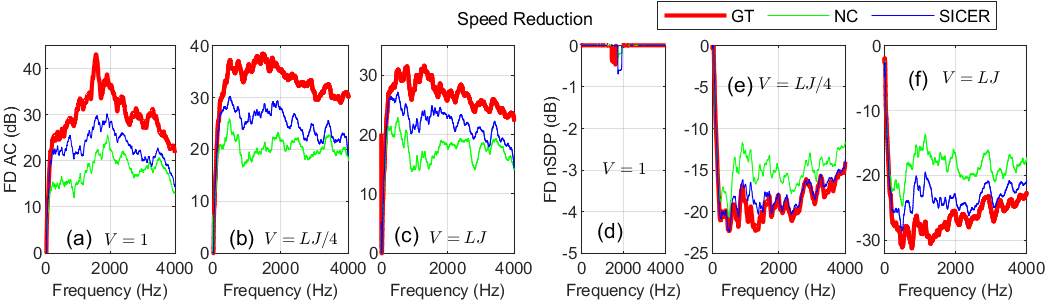 Speed Reduction
GT NC SICER
FD AC (dB)
40
30
20
10
0
(a) V = 1
0 2000 4000
Frequency (Hz)
40
30
20
10
0
(b) V = LJ/4
0 2000 4000
Frequency (Hz)
30
20
10
0
(c) V = LJ
0 2000 4000
Frequency (Hz)
FD nSDP (dB)
0
-1
-2
-3
-4
-5
V = 1
(d)
0 2000 4000
Frequency (Hz)
0
-5
-10
-15
-20
-25
(e) V = LJ/4
0 2000 4000
Frequency (Hz)
0
-10
-20
-30
(f) V = LJ
0 2000 4000
Frequency (Hz)